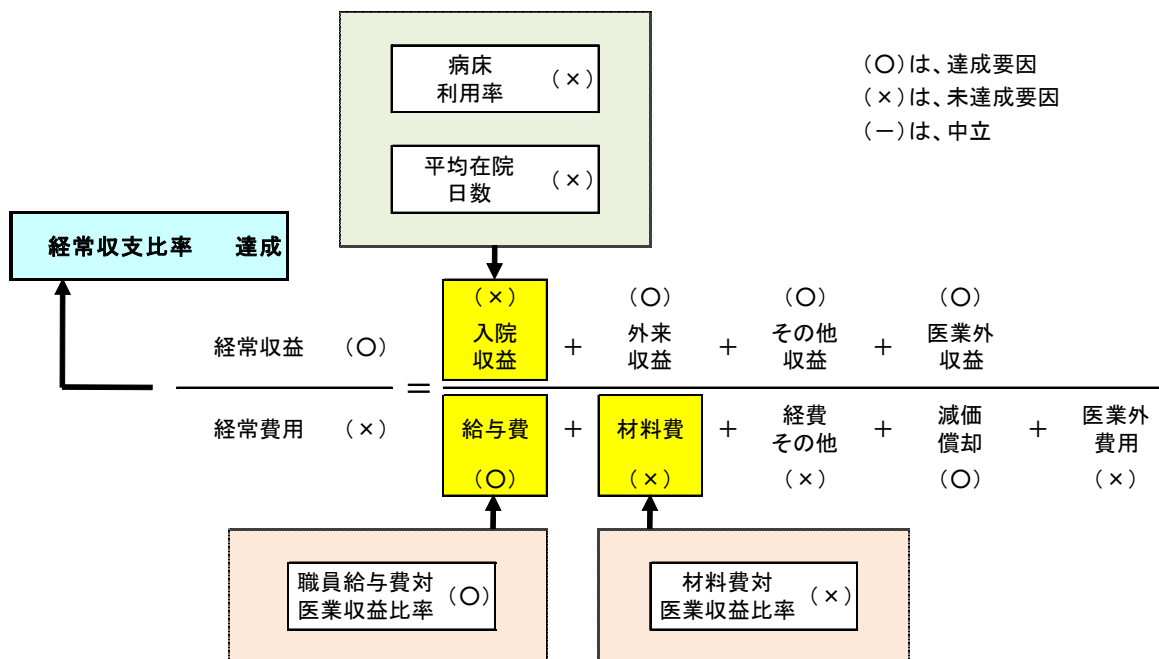 病床
利用率 （×）
平均在院
日数 （×）
（○）は、達成要因
（×）は、未達成要因
（－）は、中立
経常収支比率　達成
経常収益 （○）
経常費用 （×）
＝
（×）
入院
収益
＋
（○）
外来
収益
＋
（○）
その他
収益
＋
（○）
医業外
収益
給与費
（○）
＋
材料費
（×）
＋
経費
その他
（×）
＋
減価
償却
（○）
＋
医業外
費用
（×）
職員給与費対
医業収益比率 （○）
材料費対
医業収益比率 （×）